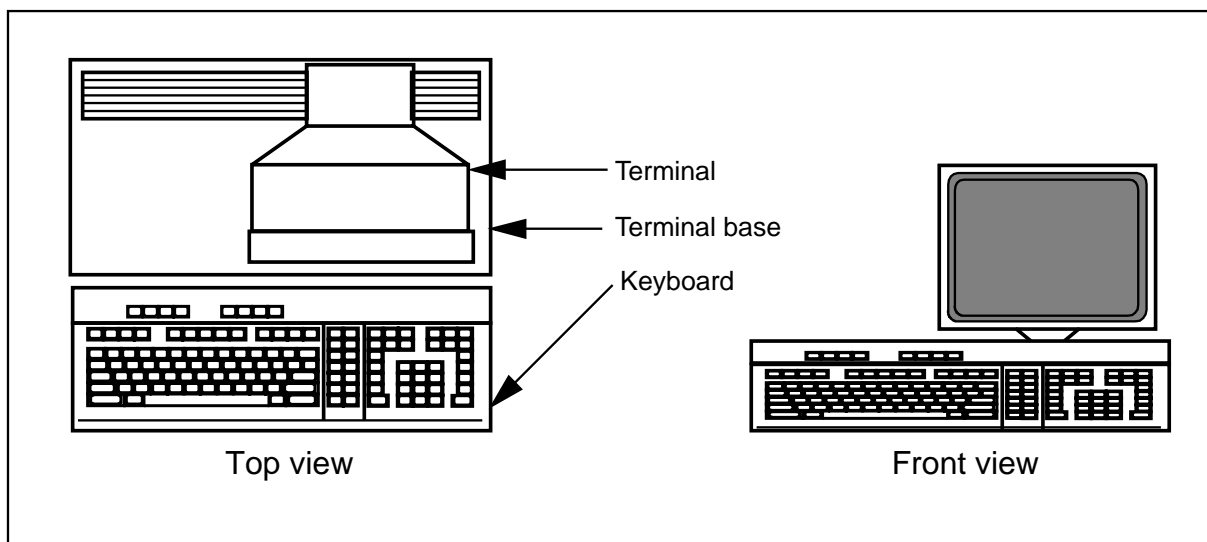 Terminal
Terminal base
Keyboard
Top view
Front view